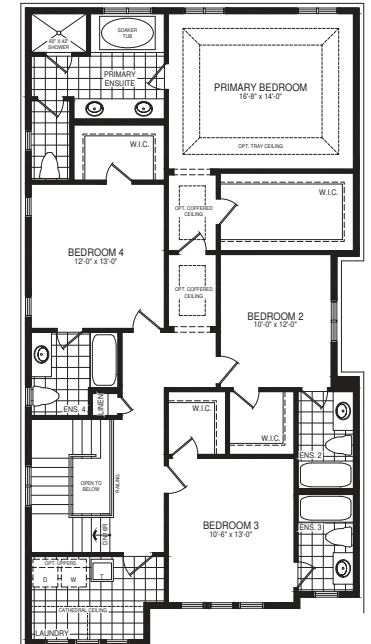 60" X 42"
SHOWER
SOAKER
TUB
PRIMARY
ENSUITE
PRIMARY BEDROOM
16'-8" x 14'-0"
OPT. TRAY CEILING
W.I.C.
W.I.C.
OPT. COFFERED
CEILING
BEDROOM 4
12'-0" x 13'-0"
OPT. COFFERED
CEILING
BEDROOM 2
10'-0" x 12'-0"
ENS. 4
LINEN
W.I.C.
W.I.C.
ENS. 2
OPEN TO
BELOW
RAILING
BEDROOM 3
10'-6" x 13'-0"
ENS. 3
OPT. UPPERS
D
W
T
CATHEDRAL CEILING
LAUNDRY